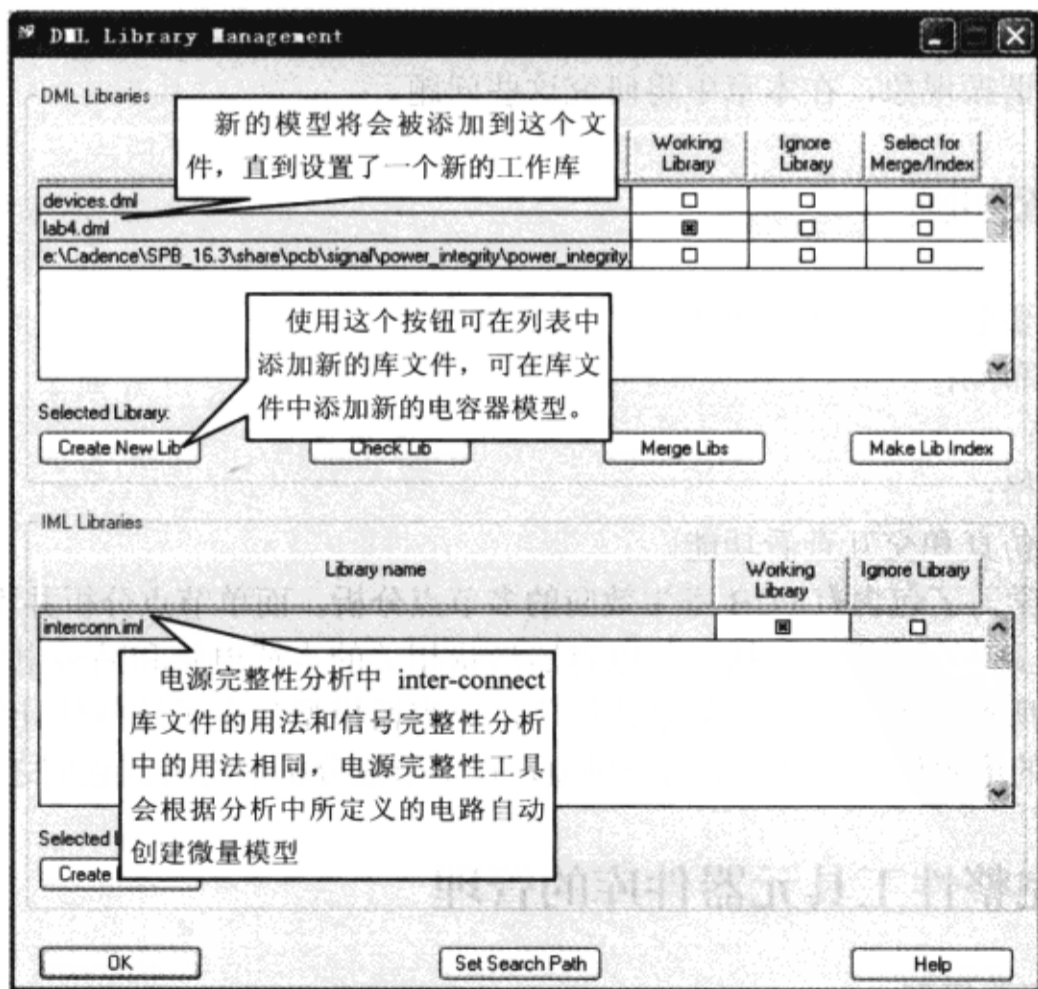 DML Library Management
DML Libraries
新的模型将会被添加到这个文
件，直到设置了一个新的工作库
Working
Library
Ignore
Library
Select for
Merge/Index
devices.dml
lab4.dml
e:\Cadence\SPB_16.3\share\pcb\signal\power_integrity\power_integrity.
使用这个按钮可在列表中
添加新的库文件，可在库文
件中添加新的电容器模型。
Selected Library:
Create New Lib
Check Lib
Merge Libs
Make Lib Index
IML Libraries
Library name
Working
Library
Ignore Library
interconn.iml
电源完整性分析中 inter-connect
库文件的用法和信号完整性分析
中的用法相同，电源完整性工具
会根据分析中所定义的电路自动
创建微量模型
Selected
Create
OK
Set Search Path
Help